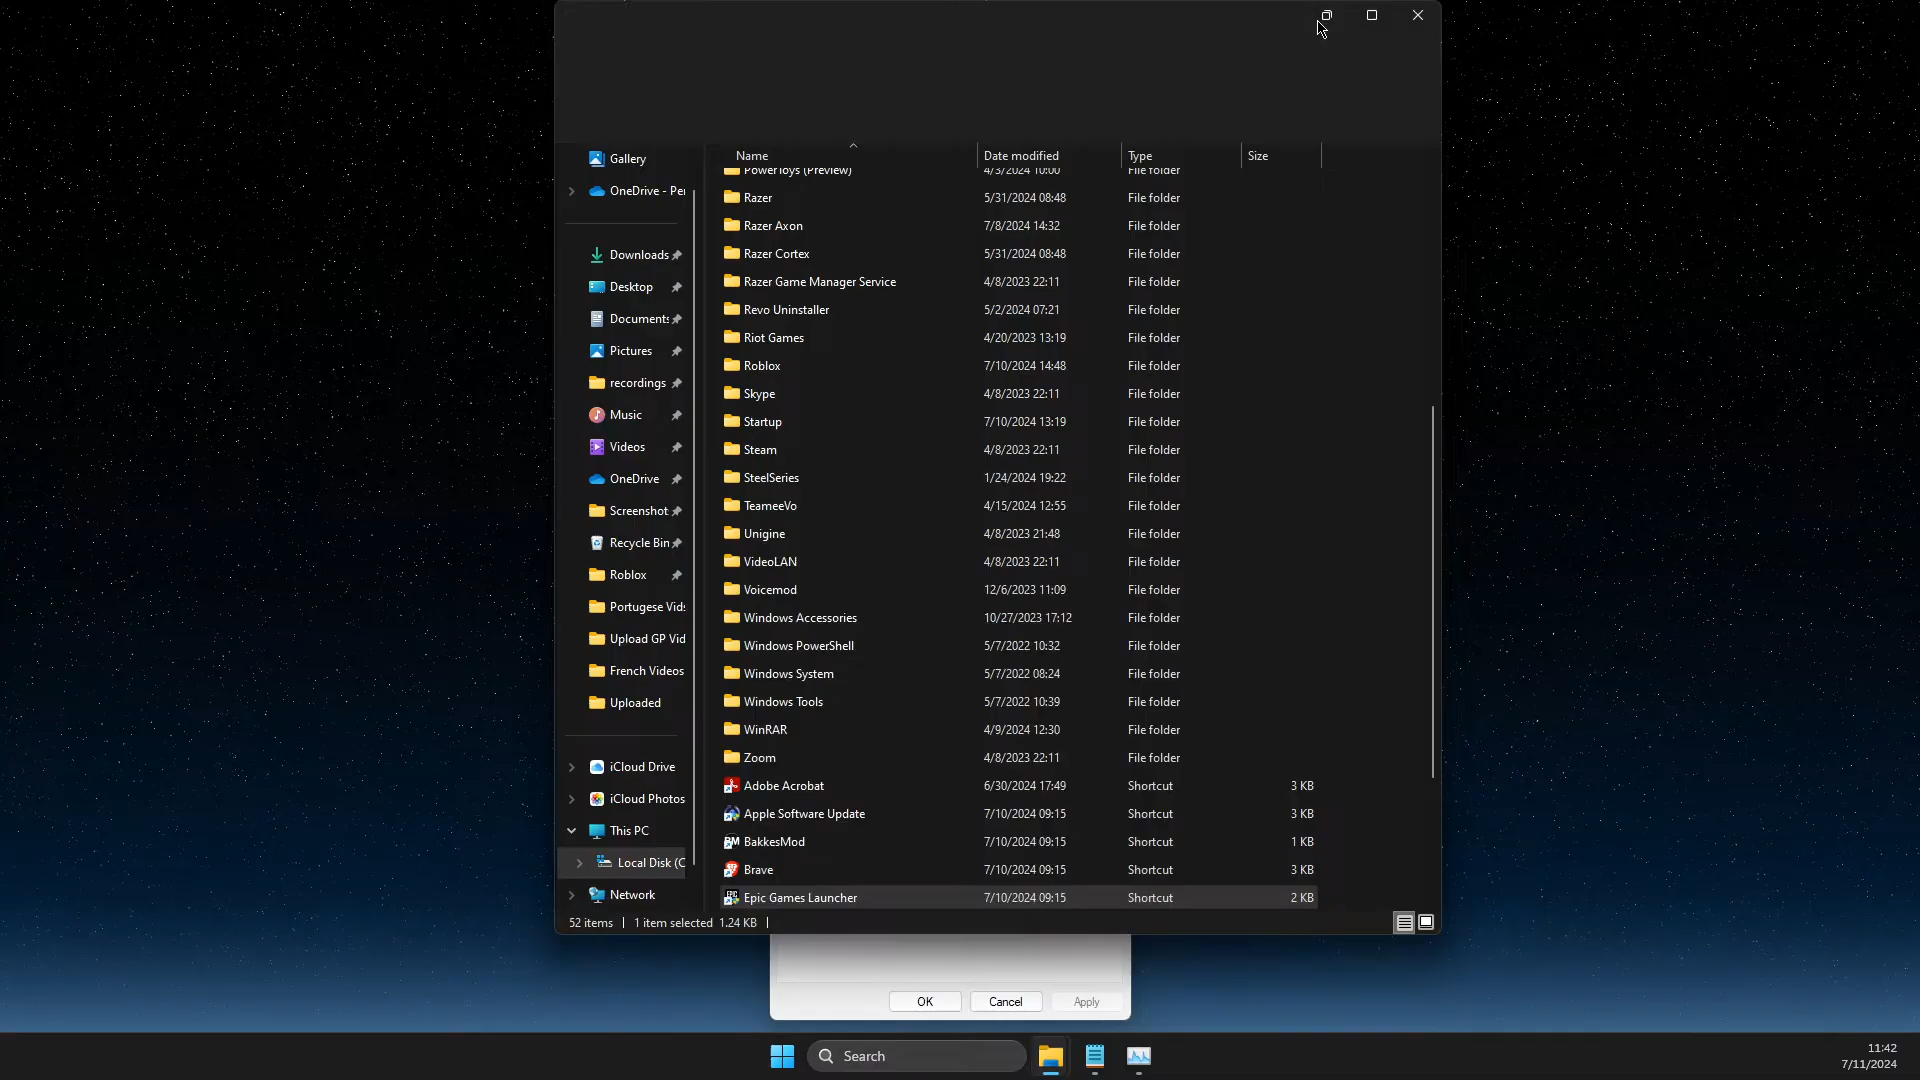 Name
Date modified
Type
Size
Gallery
OneDrive - Per
Downloads
Desktop
Documents
Pictures
recordings
Music
Videos
OneDrive
Screenshot
Recycle Bin
Roblox
Portugese Vids
Upload GP Vid
French Videos
Uploaded
iCloud Drive
iCloud Photos
This PC
Local Disk (C
Network
PowerToys (Preview) 4/3/2024 10:00 File folder
Razer 5/31/2024 08:48 File folder
Razer Axon 7/8/2024 14:32 File folder
Razer Cortex 5/31/2024 08:48 File folder
Razer Game Manager Service 4/8/2023 22:11 File folder
Revo Uninstaller 5/2/2024 07:21 File folder
Riot Games 4/20/2023 13:19 File folder
Roblox 7/10/2024 14:48 File folder
Skype 4/8/2023 22:11 File folder
Startup 7/10/2024 13:19 File folder
Steam 4/8/2023 22:11 File folder
SteelSeries 1/24/2024 19:22 File folder
TeameeVo 4/15/2024 12:55 File folder
Unigine 4/8/2023 21:48 File folder
VideoLAN 4/8/2023 22:11 File folder
Voicemod 12/6/2023 11:09 File folder
Windows Accessories 10/27/2023 17:12 File folder
Windows PowerShell 5/7/2022 10:32 File folder
Windows System 5/7/2022 08:24 File folder
Windows Tools 5/7/2022 10:39 File folder
WinRAR 4/9/2024 12:30 File folder
Zoom 4/8/2023 22:11 File folder
Adobe Acrobat 6/30/2024 17:49 Shortcut 3 KB
Apple Software Update 7/10/2024 09:15 Shortcut 3 KB
BakkesMod 7/10/2024 09:15 Shortcut 1 KB
Brave 7/10/2024 09:15 Shortcut 3 KB
Epic Games Launcher 7/10/2024 09:15 Shortcut 2 KB
52 items | 1 item selected 1.24 KB |
OK Cancel Apply
Search
11:42
7/11/2024